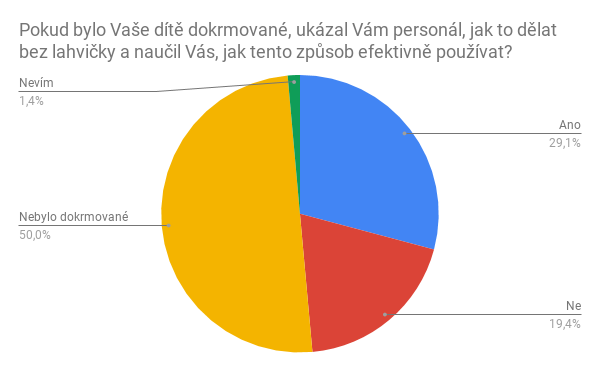 Pokud bylo Vaše dítě dokrmované, ukázal Vám personál, jak to dělat
bez lahvičky a naučil Vás, jak tento způsob efektivně používat?
Nevím
1,4%
Ano
29,1%
Nebylo dokrmované
50,0%
Ne
19,4%